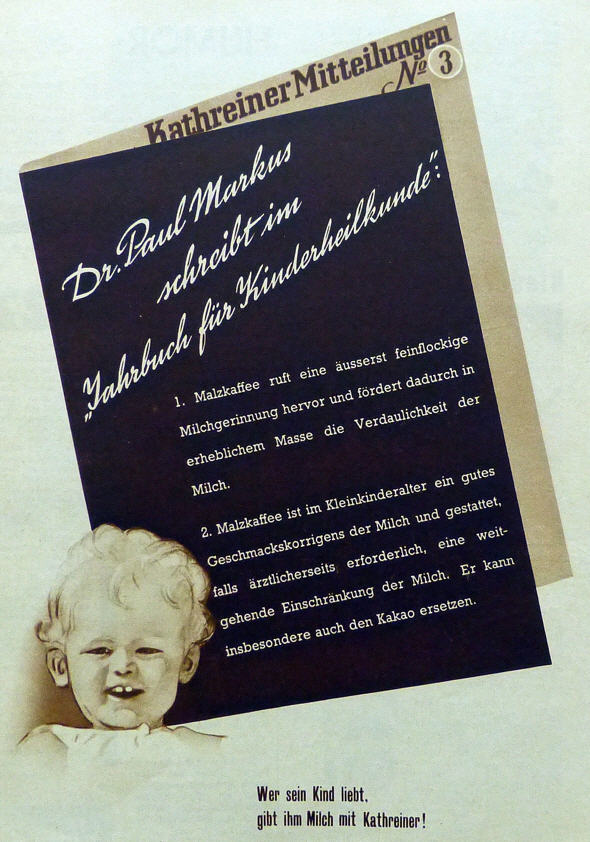 Kathreiner Mitteilungen
No 3
Dr. Paul Markus
schreibt im
„Jahrbuch für Kinderheilkunde“:
1. Malzkaffee ruft eine äusserst feinflockige
Milchgerinnung hervor und fördert dadurch in
erheblichem Masse die Verdaulichkeit der
Milch.
2. Malzkaffee ist im Kleinkinderalter ein gutes
Geschmackskorrigens der Milch und gestattet,
falls ärztlicherseits erforderlich, eine weit-
gehende Einschränkung der Milch. Er kann
insbesondere auch den Kakao ersetzen.
Wer sein Kind liebt,
gibt ihm Milch mit Kathreiner!